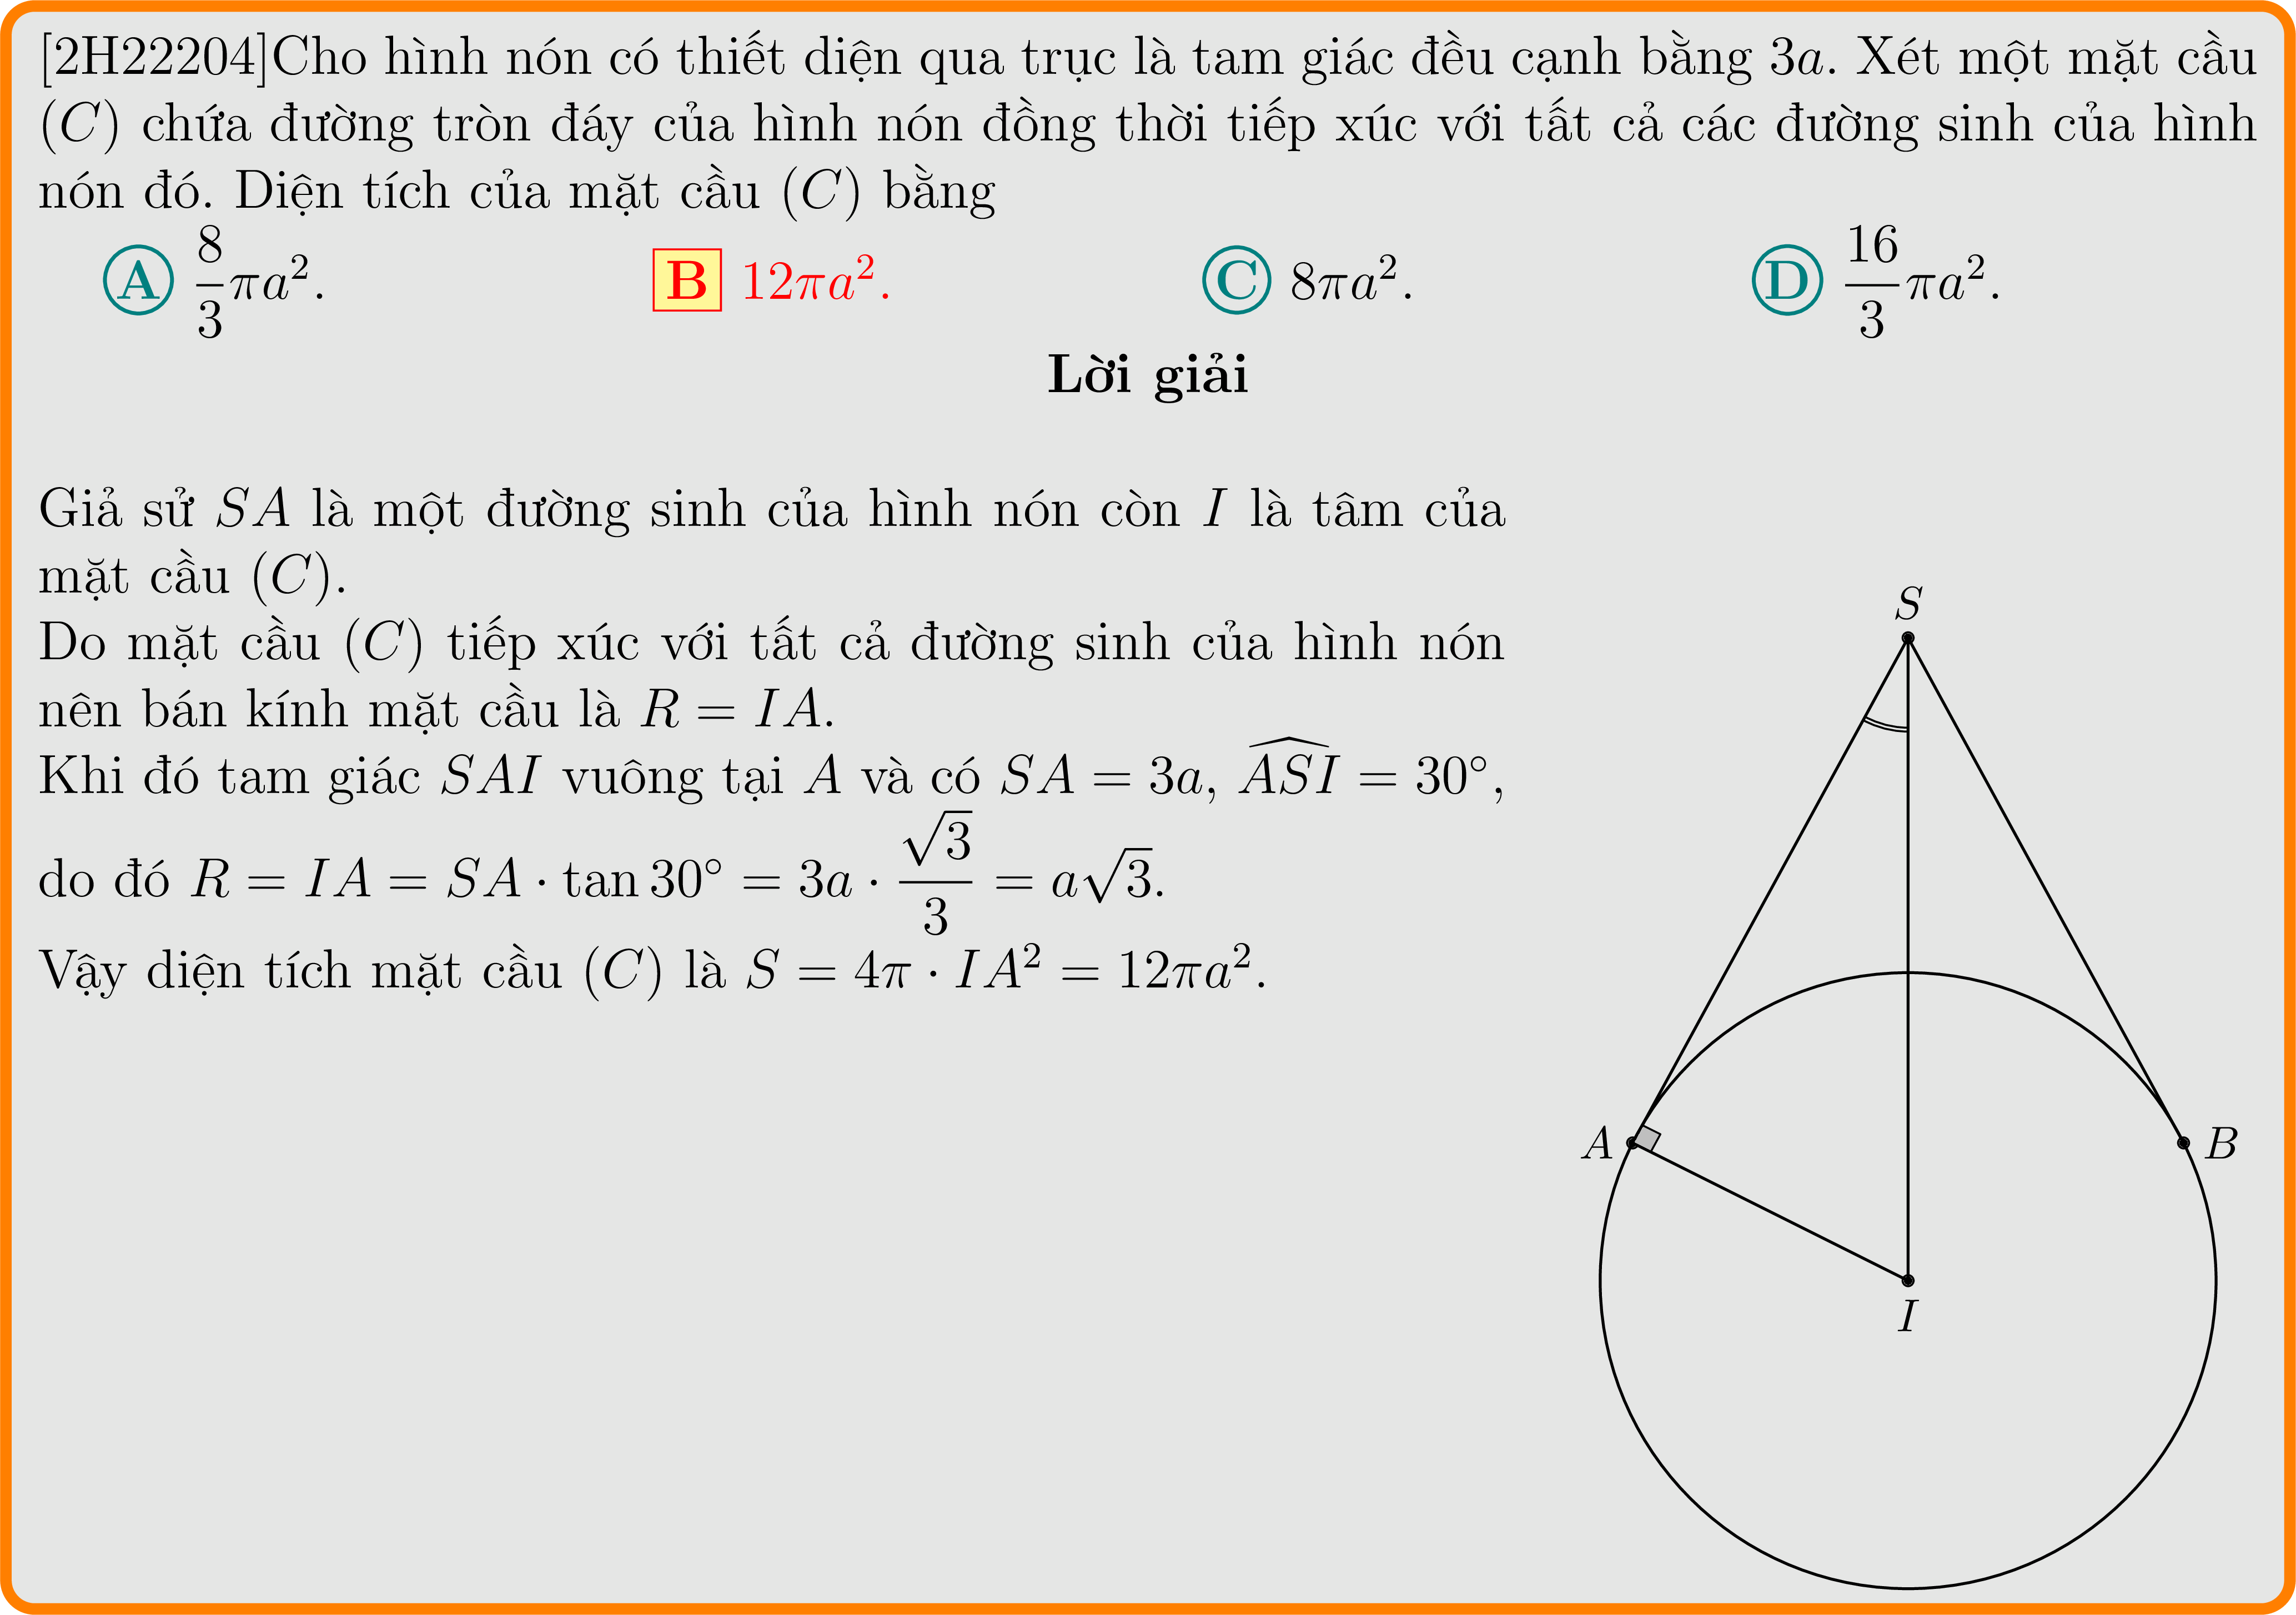 [2H22204]Cho hình nón có thiết diện qua trục là tam giác đều cạnh bằng 3a. Xét một mặt cầu
(C) chứa đường tròn đáy của hình nón đồng thời tiếp xúc với tất cả các đường sinh của hình
nón đó. Diện tích của mặt cầu (C) bằng
A $\frac{8}{3}\pi a^2$. B $12\pi a^2$. C $8\pi a^2$. D $\frac{16}{3}\pi a^2$.
Lời giải
Giả sử SA là một đường sinh của hình nón còn I là tâm của
mặt cầu (C).
Do mặt cầu (C) tiếp xúc với tất cả đường sinh của hình nón
nên bán kính mặt cầu là R = IA.
Khi đó tam giác SAI vuông tại A và có SA = 3a, $\widehat{ASI} = 30^\circ$,
do đó $R = IA = SA \cdot \tan 30^\circ = 3a \cdot \frac{\sqrt{3}}{3} = a\sqrt{3}$.
Vậy diện tích mặt cầu (C) là $S = 4\pi \cdot IA^2 = 12\pi a^2$.
S
A
B
I